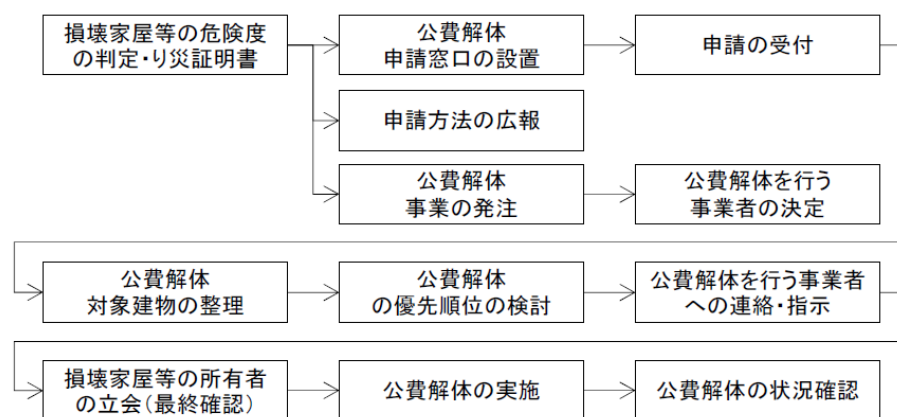 損壊家屋等の危険度
の判定・り災証明書
公費解体
申請窓口の設置
申請の受付
申請方法の広報
公費解体
事業の発注
公費解体を行う
事業者の決定
公費解体
対象建物の整理
公費解体
の優先順位の検討
公費解体を行う事業者
への連絡・指示
損壊家屋等の所有者
の立会(最終確認)
公費解体の実施
公費解体の状況確認